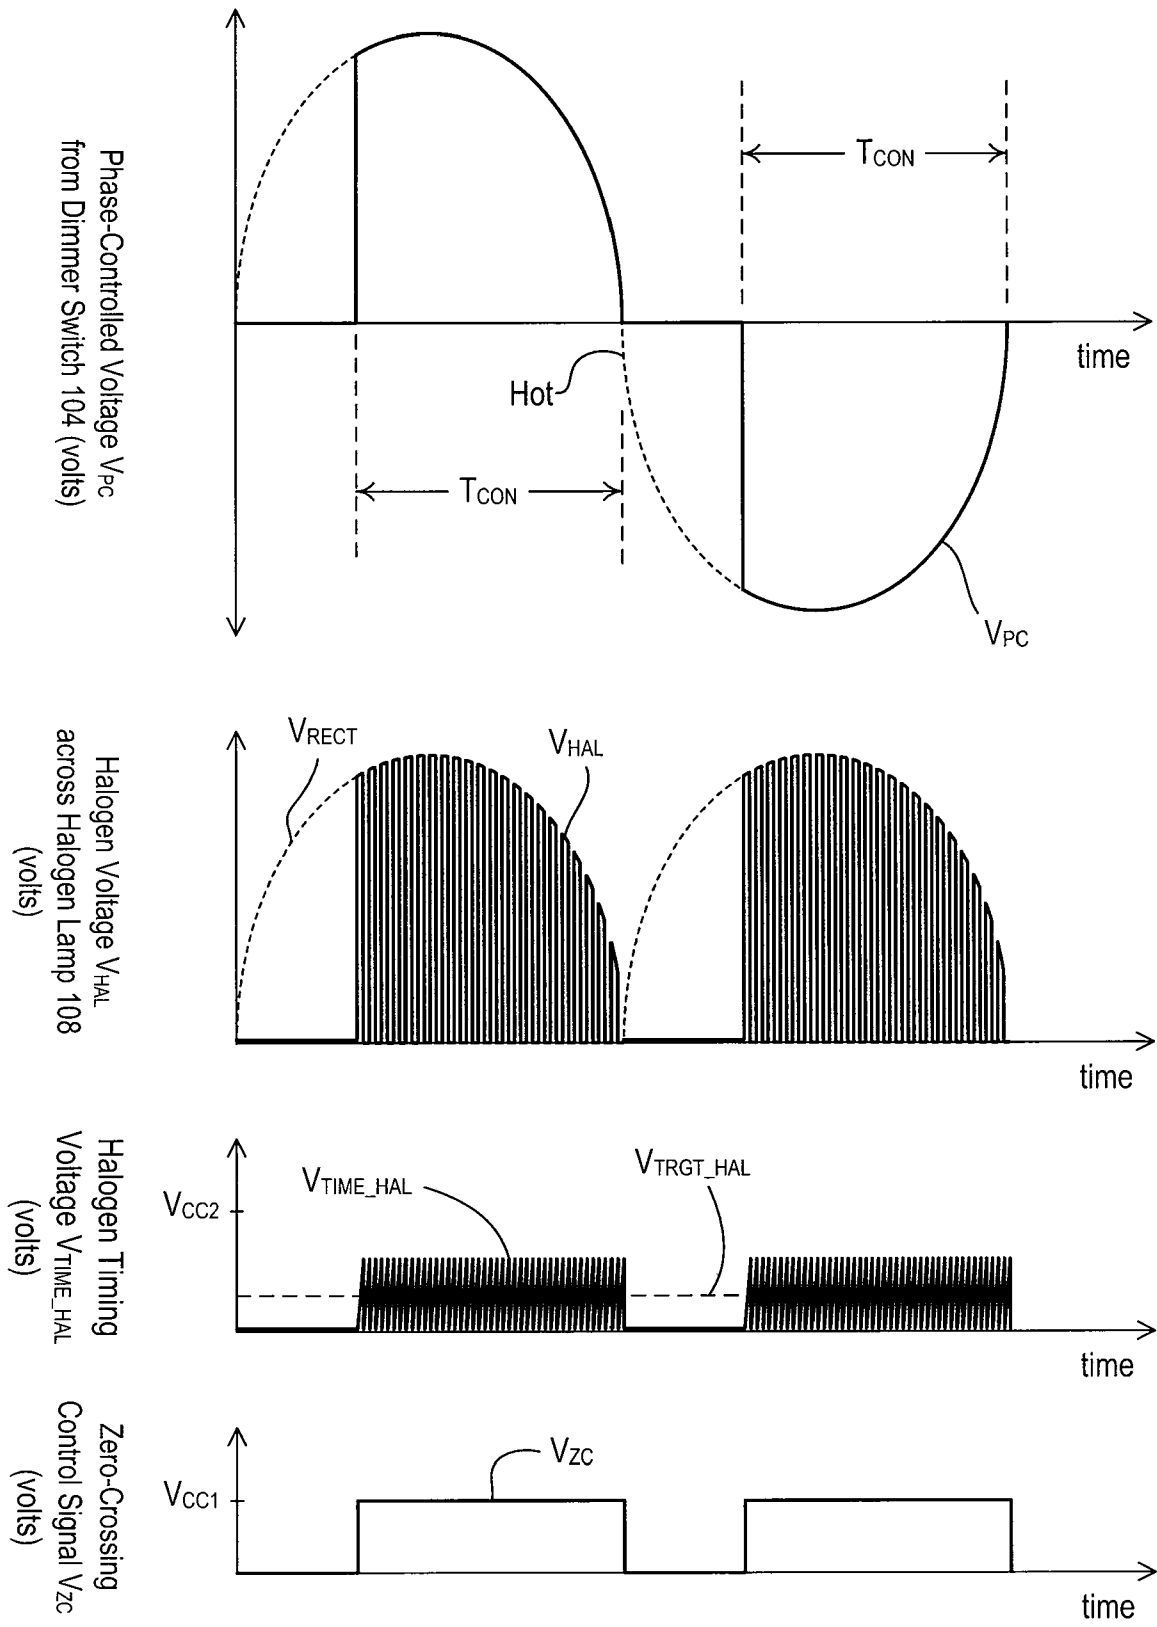 Phase-Controlled Voltage VPC
from Dimmer Switch 104 (volts)
TCON
time
Hot
TCON
VPC
Halogen Voltage VHAL
across Halogen Lamp 108
(volts)
VRECT
VHAL
time
Halogen Timing
Voltage VTIME_HAL
(volts)
VCC2
VTIME_HAL
VTRGT_HAL
time
Zero-Crossing
Control Signal VZC
(volts)
VCC1
VZC
time